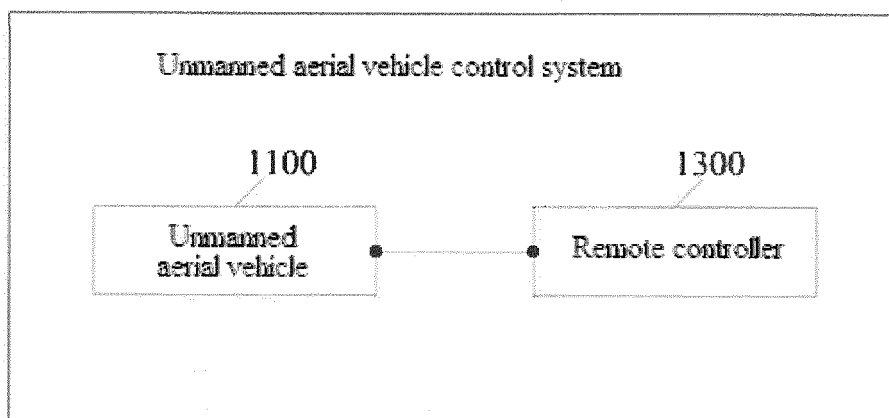 Unmanned aerial vehicle control system
1100
1300
Unmanned
aerial vehicle
Remote controller